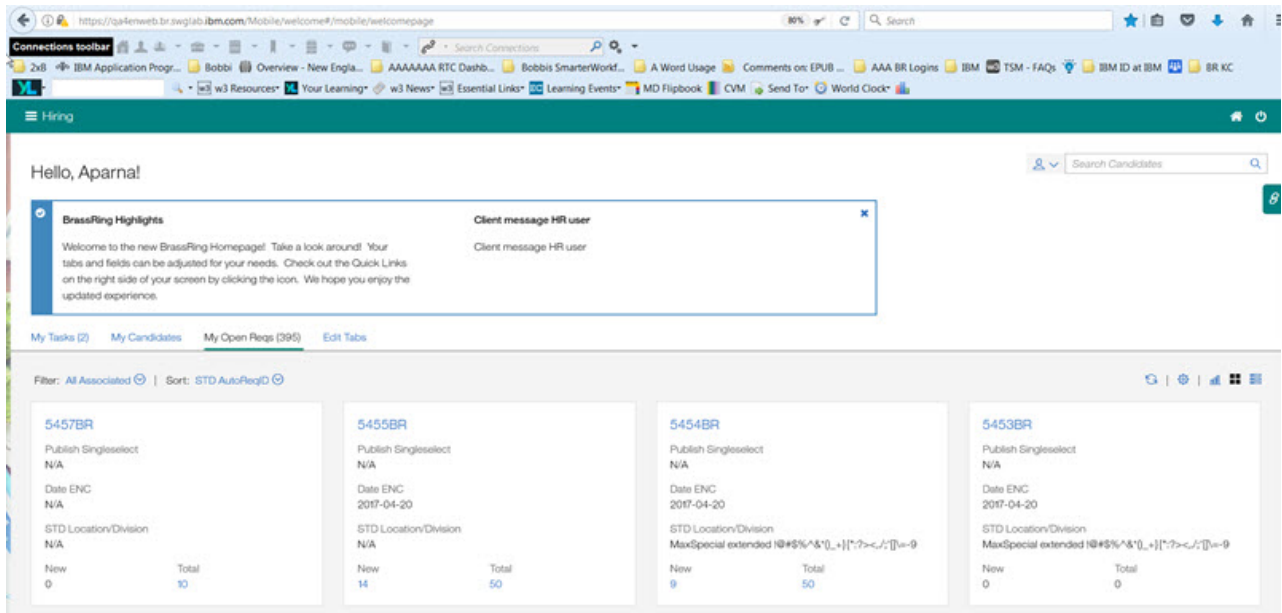 https://qa4enweb.br.swglab.ibm.com/Mobile/welcome#/mobile/welcomepage 80% Search
Connections toolbar Search Connections
2x8 IBM Application Progr... Bobbi Overview - New Engla... AAAAAAA RTC Dashb... Bobbis SmarterWorkf... A Word Usage Comments on: EPUB ... AAA BR Logins IBM TSM - FAQs IBM ID at IBM BR KC
YL w3 Resources Your Learning w3 News Essential Links Learning Events MD Flipbook CVM Send To World Clock
Hiring
Hello, Aparna!
Search Candidates
BrassRing Highlights Client message HR user
Welcome to the new BrassRing Homepage! Take a look around! Your Client message HR user
tabs and fields can be adjusted for your needs. Check out the Quick Links
on the right side of your screen by clicking the icon. We hope you enjoy the
updated experience.
My Tasks (2) My Candidates My Open Reqs (395) Edit Tabs
Filter: All Associated | Sort: STD AutoReqID
5457BR 5455BR 5454BR 5453BR
Publish Singleselect Publish Singleselect Publish Singleselect Publish Singleselect
N/A N/A N/A N/A
Date ENC Date ENC Date ENC Date ENC
N/A 2017-04-20 2017-04-20 2017-04-20
STD Location/Division STD Location/Division STD Location/Division STD Location/Division
N/A N/A MaxSpecial extended MaxSpecial extended
New Total New Total New Total New Total
0 10 14 50 9 50 0 0